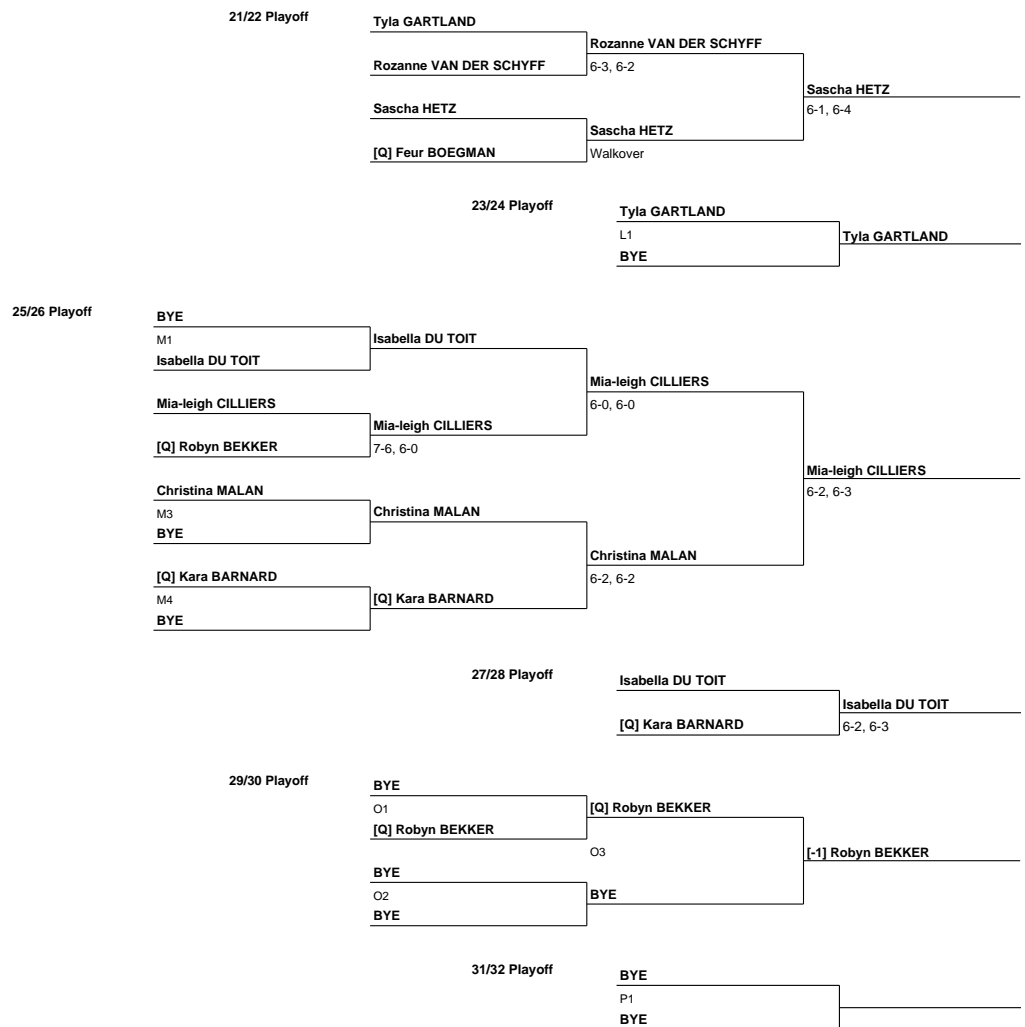 21/22 Playoff
Tyla GARTLAND
Rozanne VAN DER SCHYFF
Rozanne VAN DER SCHYFF
6-3, 6-2
Sascha HETZ
6-1, 6-4
Sascha HETZ
Sascha HETZ
[Q] Feur BOEGMAN
Walkover
23/24 Playoff
Tyla GARTLAND
L1
Tyla GARTLAND
BYE
25/26 Playoff
BYE
M1
Isabella DU TOIT
Isabella DU TOIT
Mia-leigh CILLIERS
6-0, 6-0
Mia-leigh CILLIERS
Mia-leigh CILLIERS
[Q] Robyn BEKKER
7-6, 6-0
Mia-leigh CILLIERS
6-2, 6-3
Christina MALAN
M3
Christina MALAN
BYE
Christina MALAN
6-2, 6-2
[Q] Kara BARNARD
M4
[Q] Kara BARNARD
BYE
27/28 Playoff
Isabella DU TOIT
Isabella DU TOIT
[Q] Kara BARNARD
6-2, 6-3
29/30 Playoff
BYE
O1
[Q] Robyn BEKKER
[Q] Robyn BEKKER
O3
[-1] Robyn BEKKER
BYE
O2
BYE
BYE
31/32 Playoff
BYE
P1
BYE